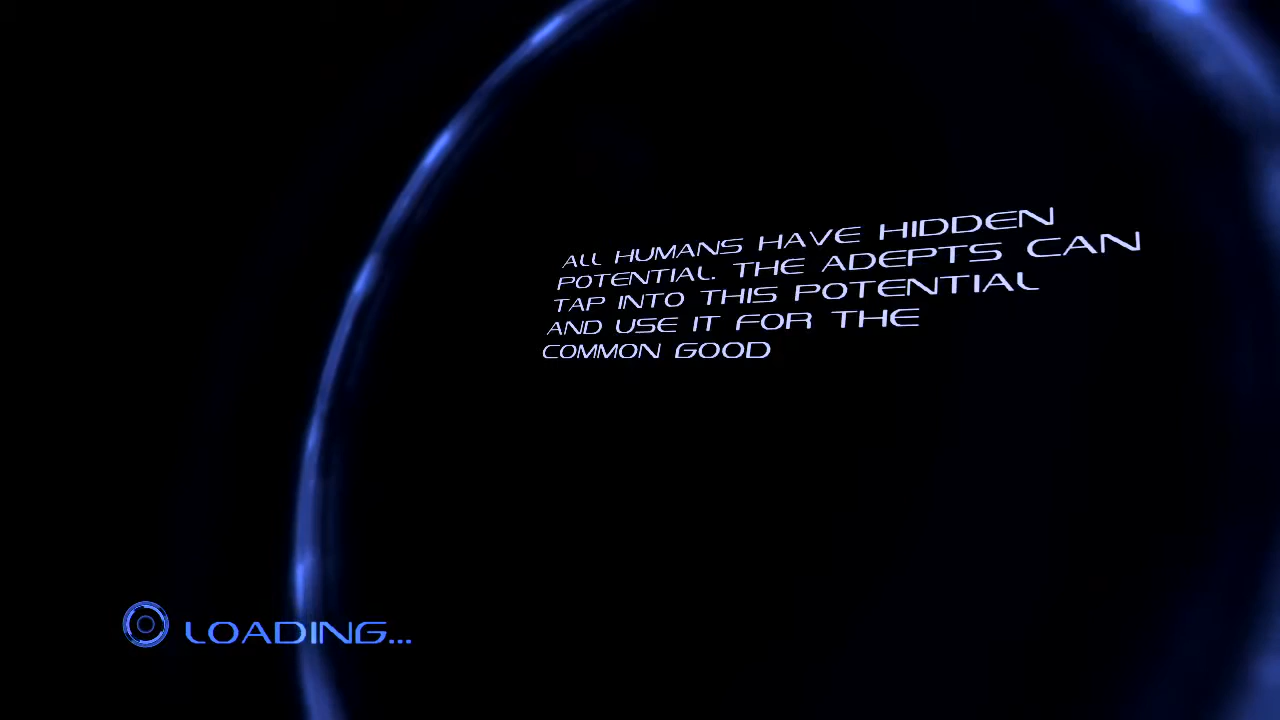 ALL HUMANS HAVE HIDDEN
POTENTIAL. THE ADEPTS CAN
TAP INTO THIS POTENTIAL
AND USE IT FOR THE
COMMON GOOD
LOADING...